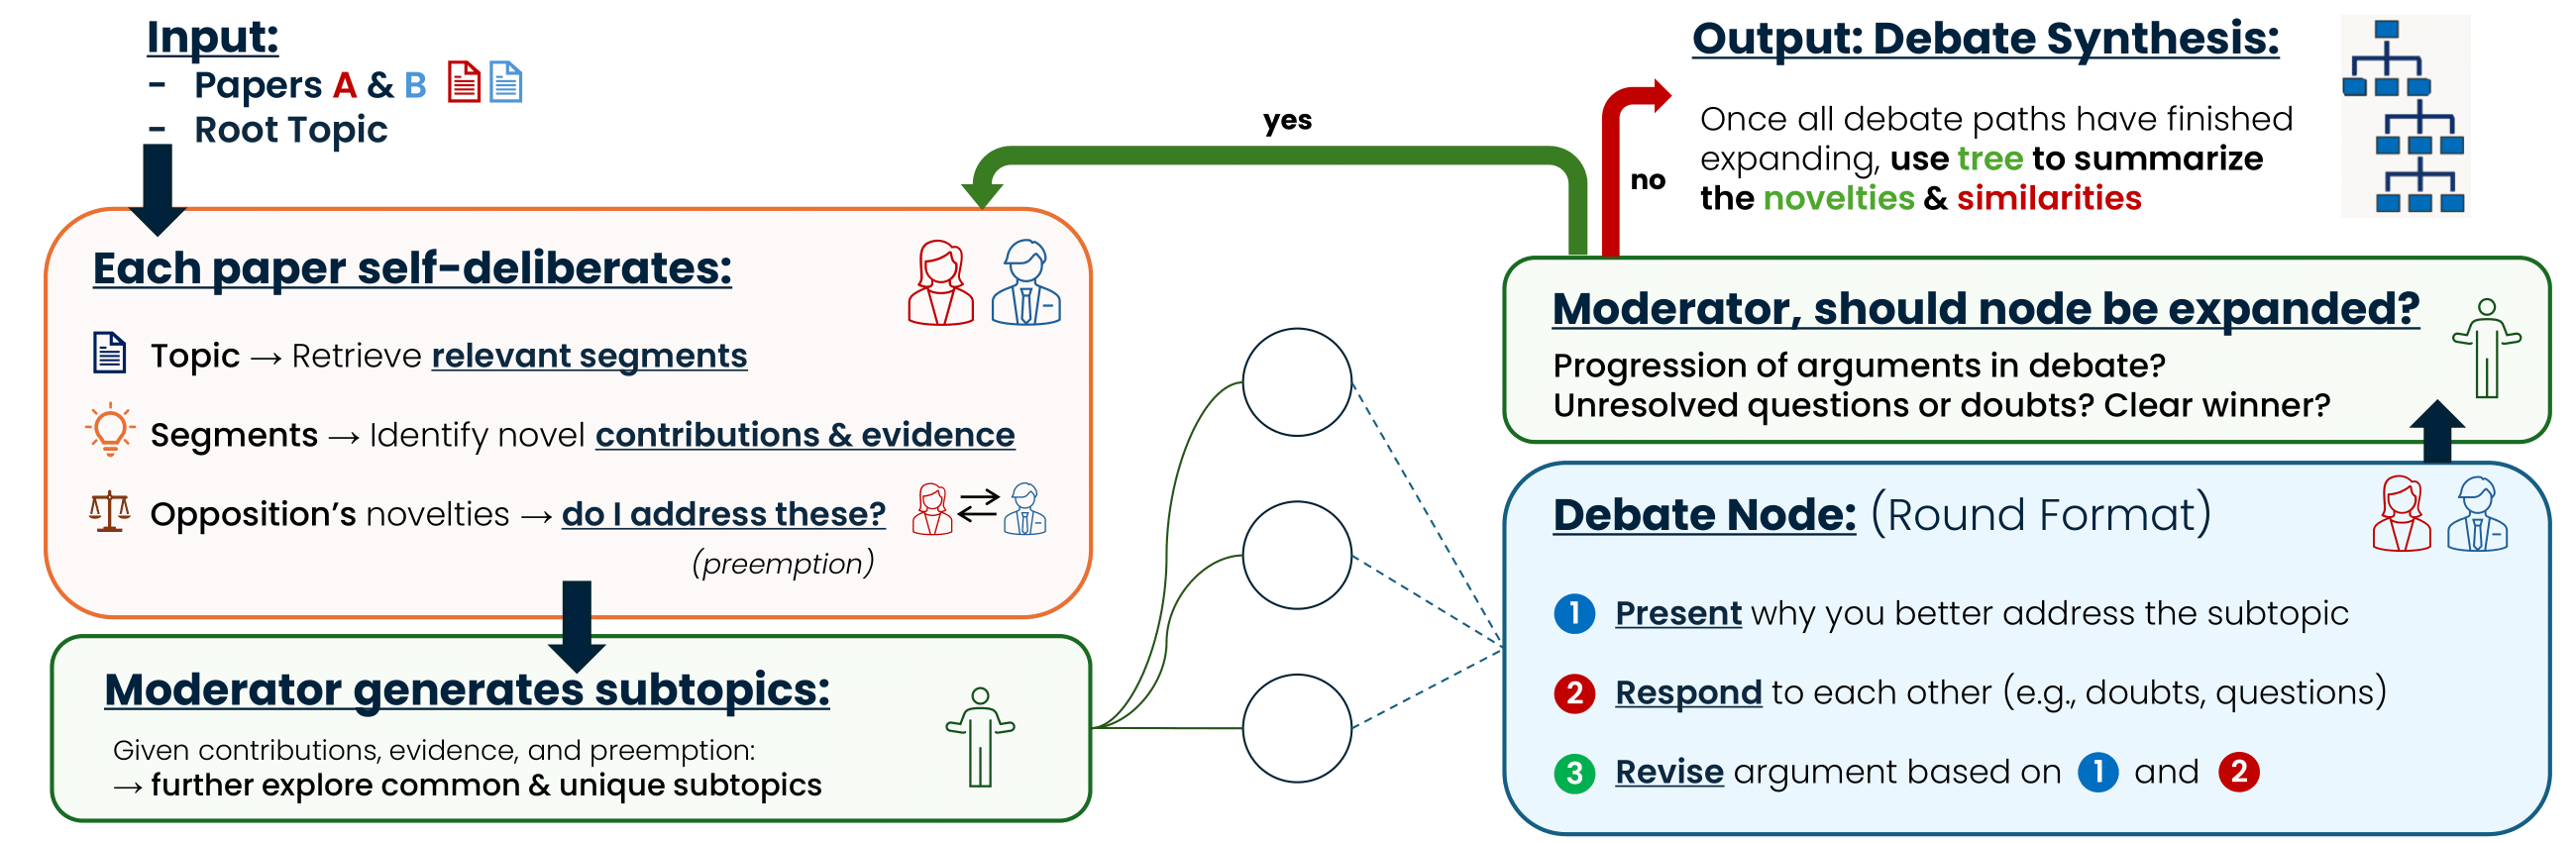 Input:
- Papers A & B
- Root Topic
Each paper self-deliberates:
Topic → Retrieve relevant segments
Segments → Identify novel contributions & evidence
Opposition's novelties → do I address these?
(preemption)
Moderator generates subtopics:
Given contributions, evidence, and preemption:
→ further explore common & unique subtopics
yes
no
Output: Debate Synthesis:
Once all debate paths have finished
expanding, use tree to summarize
the novelties & similarities
Moderator, should node be expanded?
Progression of arguments in debate?
Unresolved questions or doubts? Clear winner?
Debate Node: (Round Format)
1 Present why you better address the subtopic
2 Respond to each other (e.g., doubts, questions)
3 Revise argument based on 1 and 2